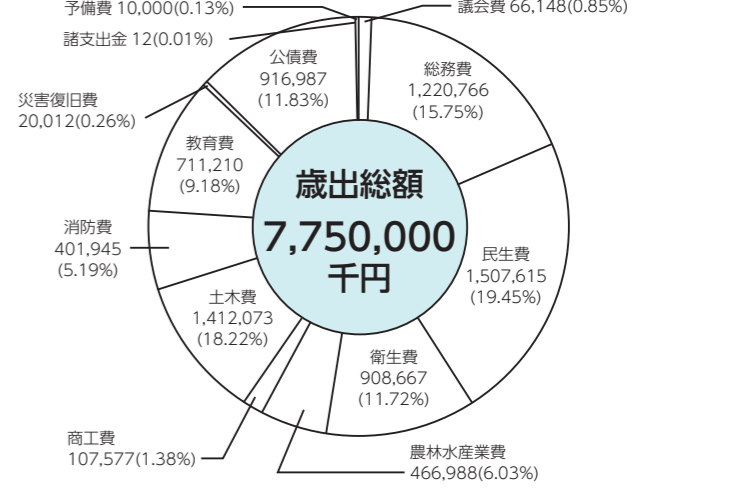 予備費 10,000(0.13%)
議会費 66,148(0.85%)
諸支出金 12(0.01%)
公債費
916,987
(11.83%)
総務費
1,220,766
(15.75%)
災害復旧費
20,012(0.26%)
教育費
711,210
(9.18%)
歳出総額
7,750,000
千円
消防費
401,945
(5.19%)
民生費
1,507,615
(19.45%)
土木費
1,412,073
(18.22%)
衛生費
908,667
(11.72%)
商工費
107,577(1.38%)
農林水産業費
466,988(6.03%)